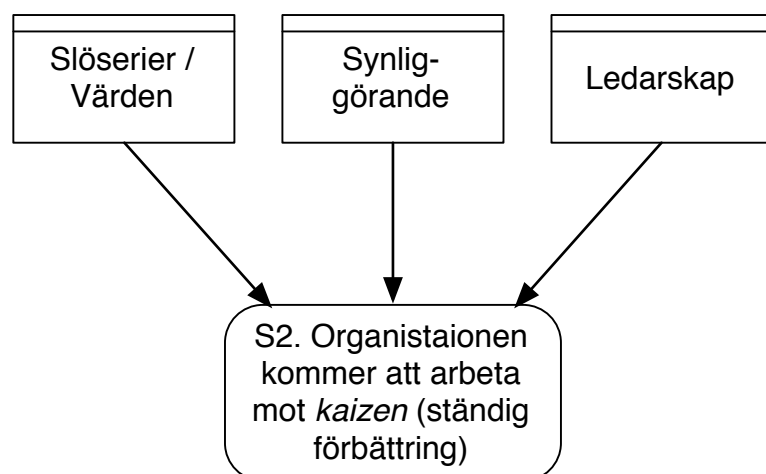 Slöserier /
Värden
Synlig-
görande
Ledarskap
S2. Organistaionen
kommer att arbeta
mot kaizen (ständig
förbättring)